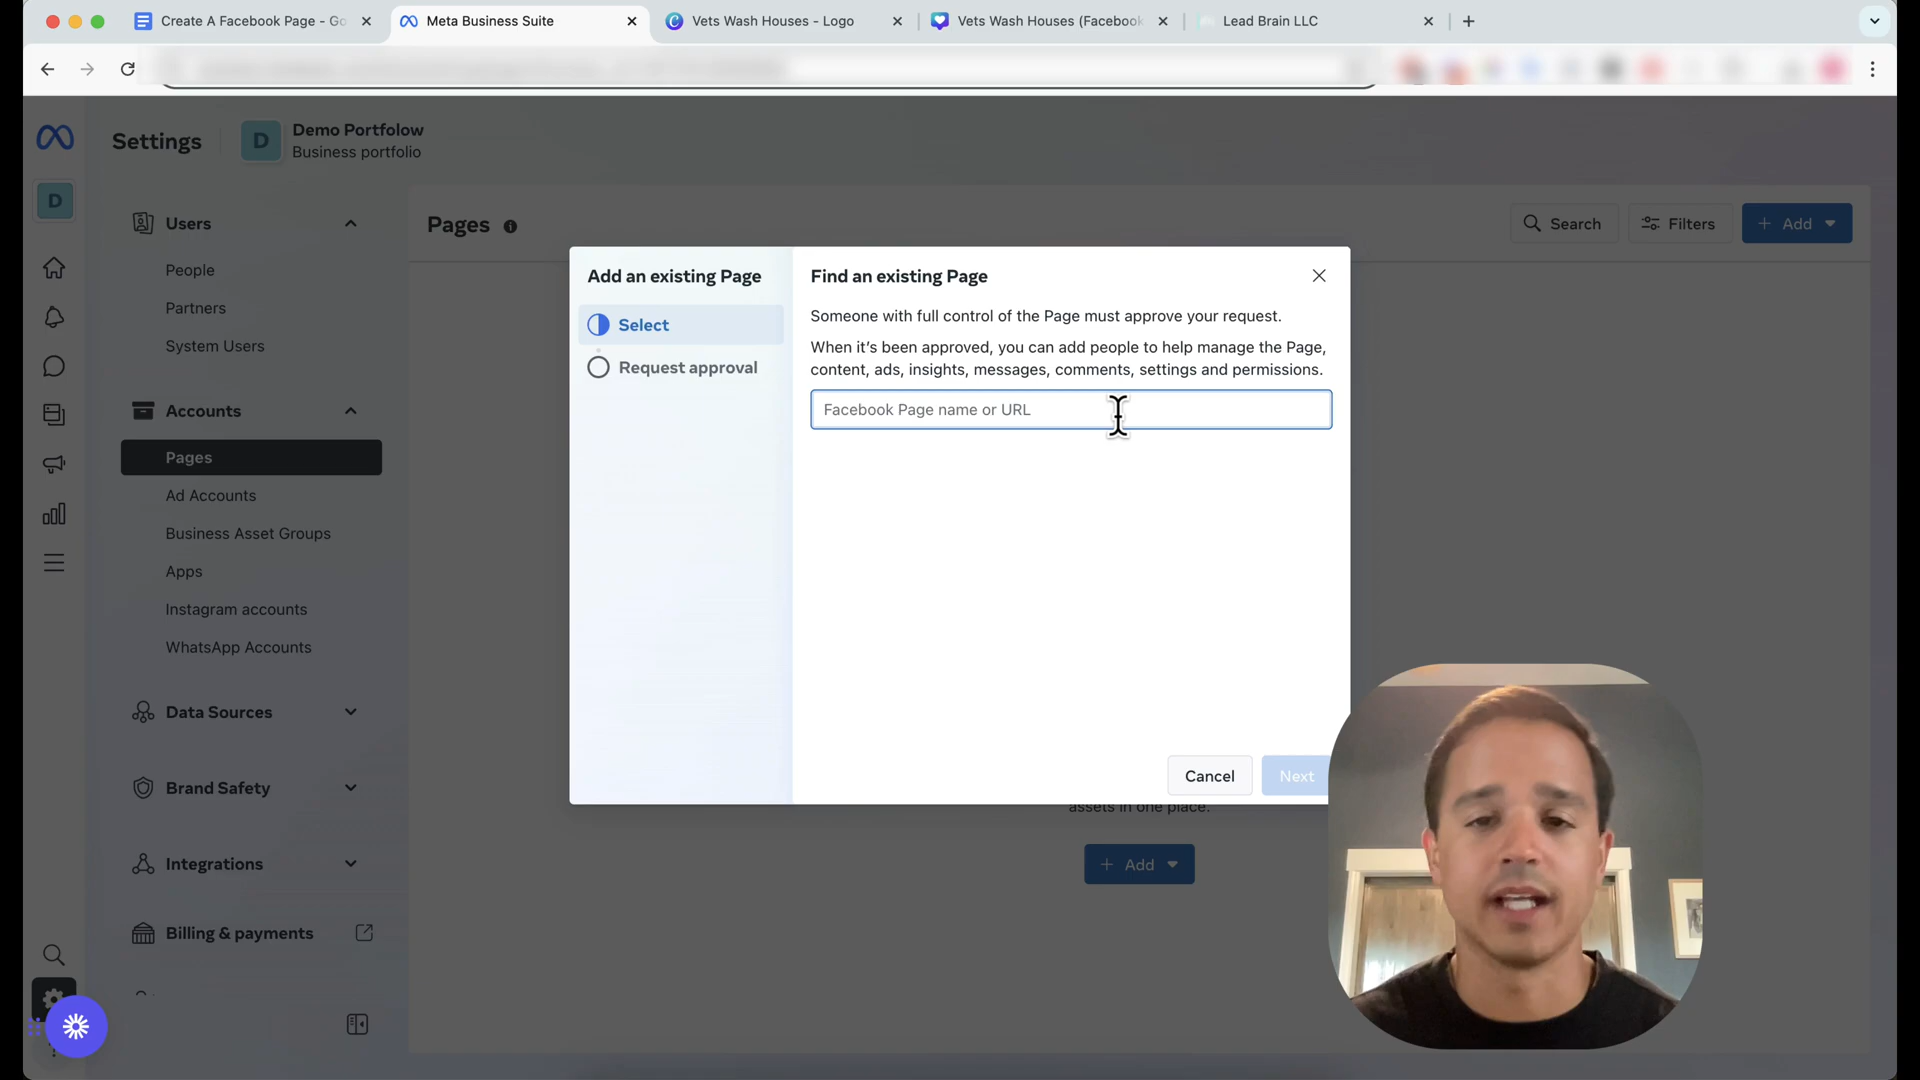 Create A Facebook Page - Go
Meta Business Suite
Vets Wash Houses - Logo
Vets Wash Houses (Facebook
Lead Brain LLC
Settings
D
Demo Portfolow
Business portfolio
D
Users
People
Partners
System Users
Accounts
Pages
Ad Accounts
Business Asset Groups
Apps
Instagram accounts
WhatsApp Accounts
Data Sources
Brand Safety
Integrations
Billing & payments
Pages
Search
Filters
+ Add
Add an existing Page
Select
Request approval
Find an existing Page
Someone with full control of the Page must approve your request.
When it's been approved, you can add people to help manage the Page,
content, ads, insights, messages, comments, settings and permissions.
Facebook Page name or URL
Cancel
Next
assets in one place.
+ Add